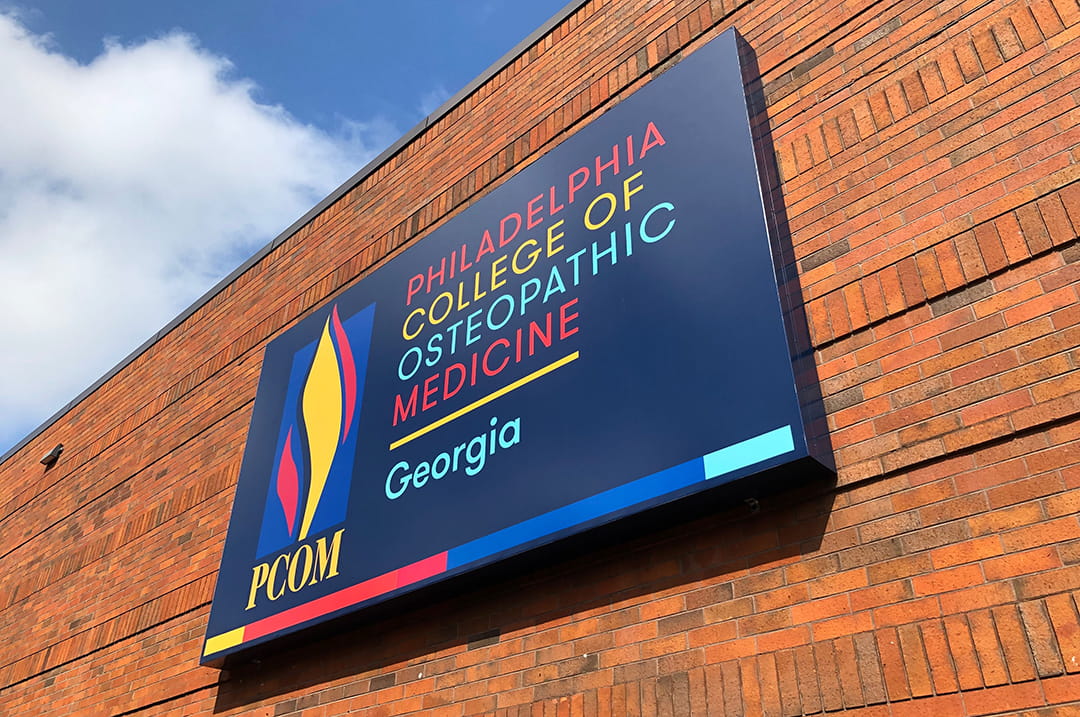 PHILADELPHIA
COLLEGE OF
OSTEOPATHIC
MEDICINE
Georgia
PCOM